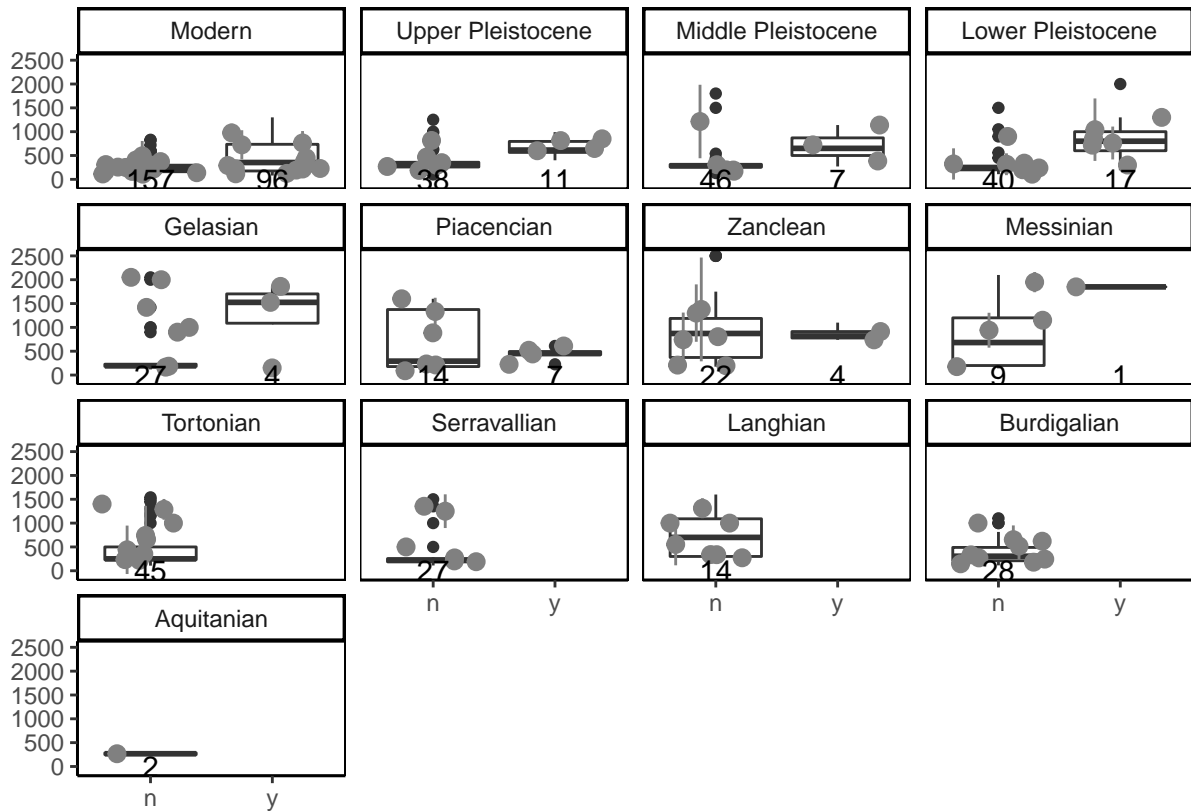 Modern Upper Pleistocene Middle Pleistocene Lower Pleistocene
2500
2000
1500
1000
500
0
157 96 38 11 46 7 40 17
Gelasian Piacencian Zanclean Messinian
2500
2000
1500
1000
500
0
27 4 14 7 22 4 9 1
Tortonian Serravallian Langhian Burdigalian
2500
2000
1500
1000
500
0
45 27 14 28
n y n y n y
Aquitanian
2500
2000
1500
1000
500
0
2
n y